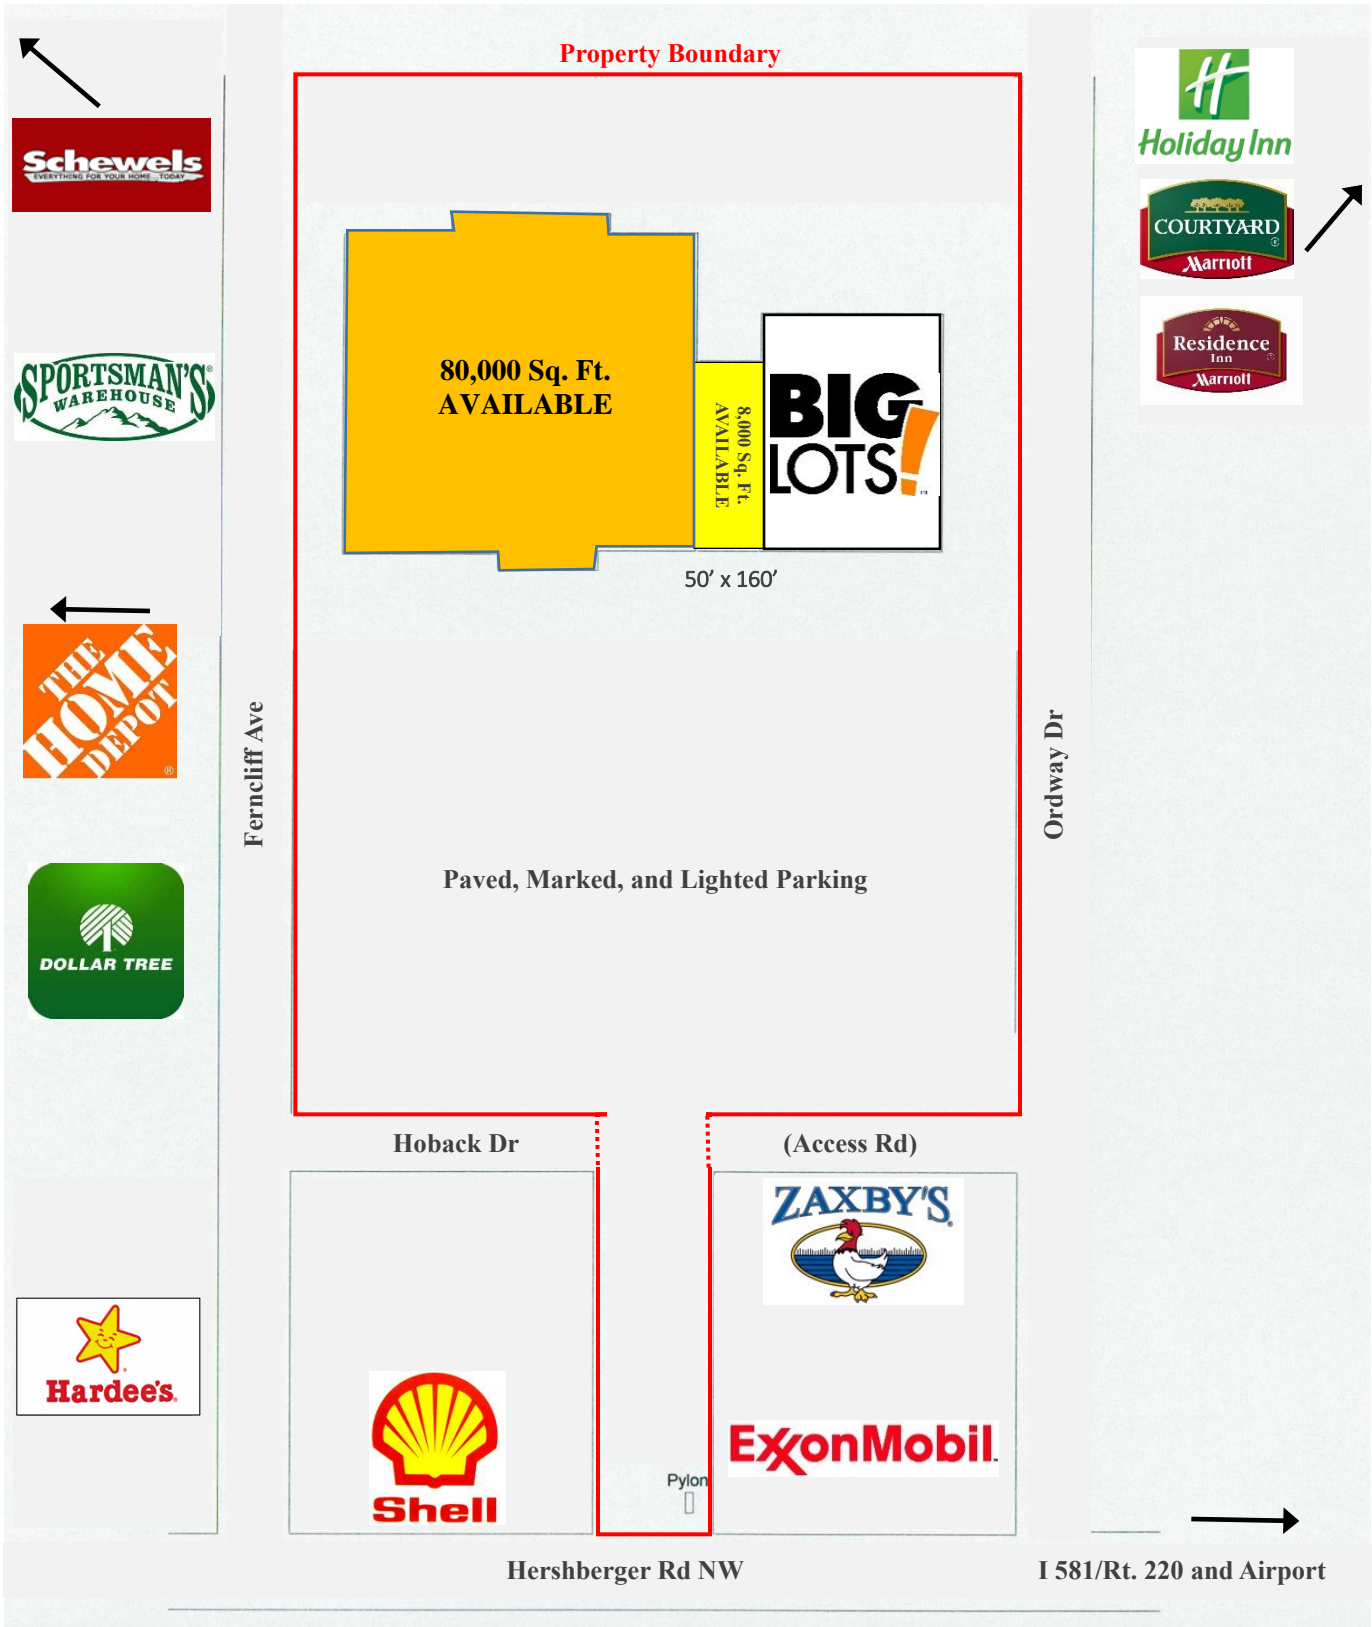 Property Boundary
Schewels
EVERYTHING FOR YOUR HOME...TODAY
Holiday Inn
COURTYARD
®
Marriott
Residence
Inn
Marriott
SPORTSMAN'S®
WAREHOUSE
80,000 Sq. Ft.
AVAILABLE
8,000 Sq. Ft.
AVAILABLE
BIG
LOTS!
50' x 160'
THE
HOME
DEPOT
®
Ferncliff Ave
Ordway Dr
DOLLAR TREE
Paved, Marked, and Lighted Parking
Hoback Dr
(Access Rd)
ZAXBY'S
Hardee's
Shell
ExxonMobil
Pylon
Hershberger Rd NW
I 581/Rt. 220 and Airport